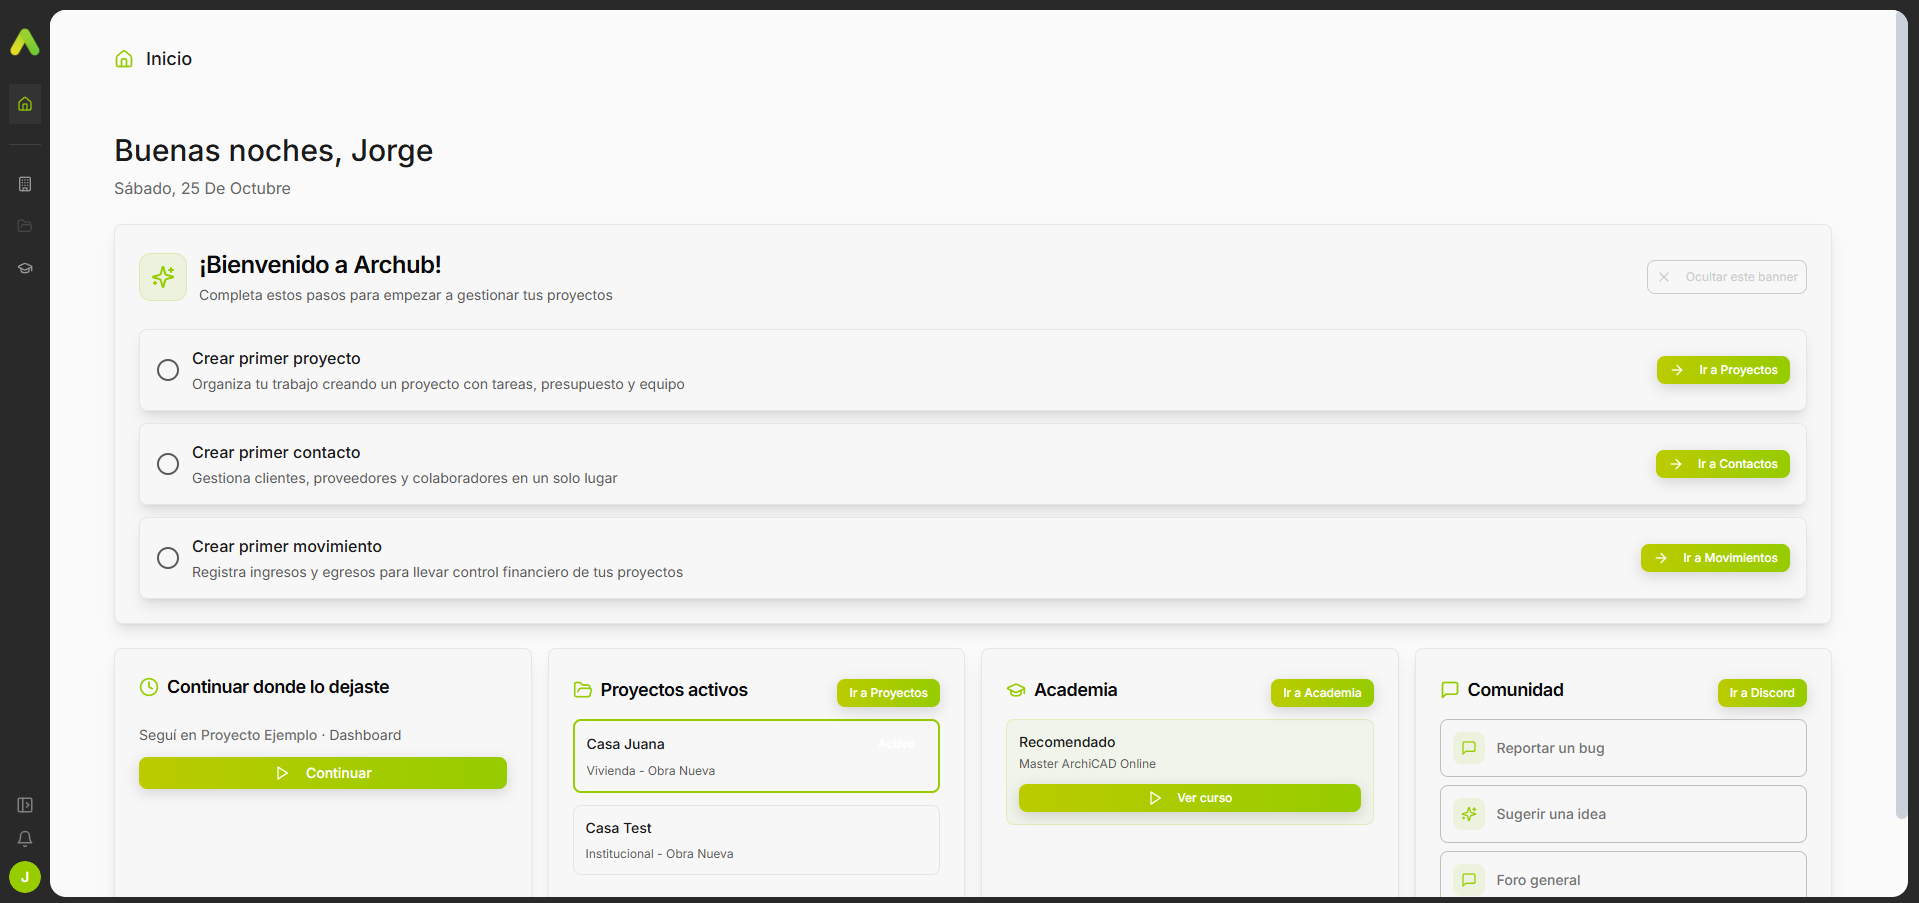 Inicio
Buenas noches, Jorge
Sábado, 25 De Octubre
¡Bienvenido a Archub!
Completa estos pasos para empezar a gestionar tus proyectos
Ocultar este banner
Crear primer proyecto
Organiza tu trabajo creando un proyecto con tareas, presupuesto y equipo
Ir a Proyectos
Crear primer contacto
Gestiona clientes, proveedores y colaboradores en un solo lugar
Ir a Contactos
Crear primer movimiento
Registra ingresos y egresos para llevar control financiero de tus proyectos
Ir a Movimientos
Continuar donde lo dejaste
Seguí en Proyecto Ejemplo · Dashboard
Continuar
Proyectos activos
Ir a Proyectos
Casa Juana
Activo
Vivienda - Obra Nueva
Casa Test
Institucional - Obra Nueva
Academia
Ir a Academia
Recomendado
Master ArchiCAD Online
Ver curso
Comunidad
Ir a Discord
Reportar un bug
Sugerir una idea
Foro general
J